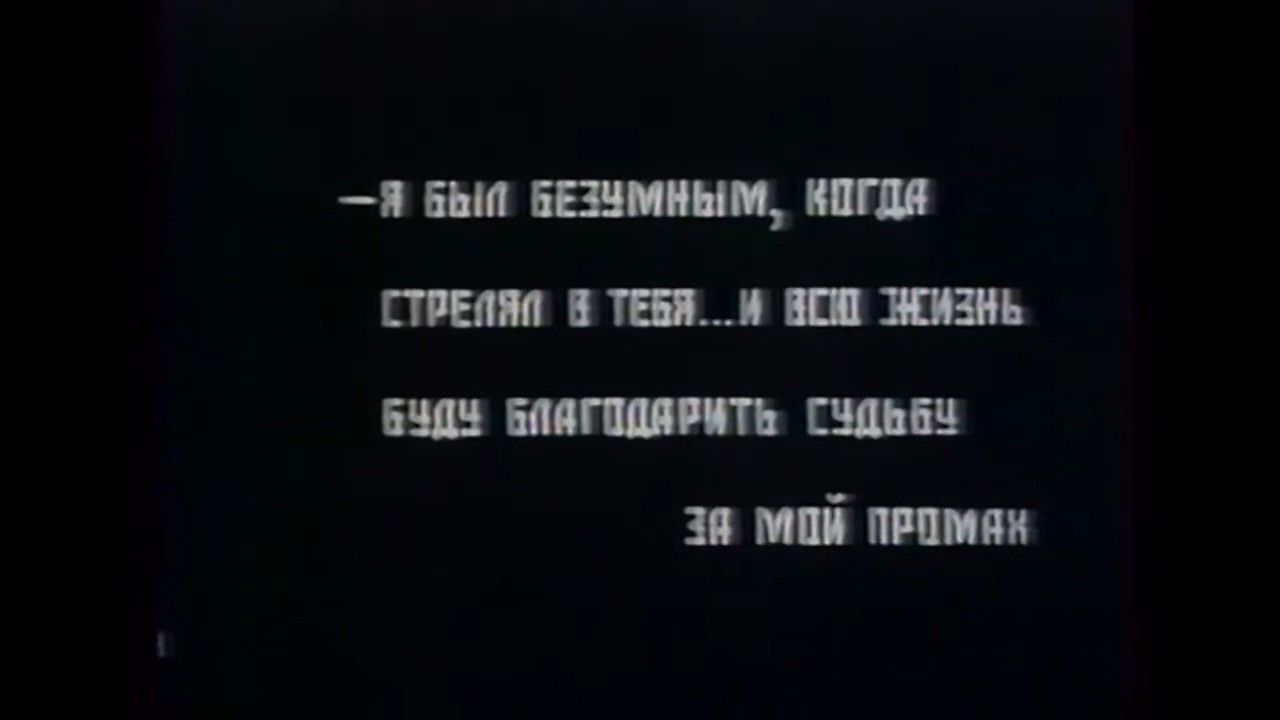 —Я БЫЛ БЕЗУМНЫМ, КОГДА
СТРЕЛЯЛ В ТЕБЯ...И ВСЮ ЖИЗНЬ
БУДУ БЛАГОДАРИТЬ СУДЬБУ
ЗА МОЙ ПРОМАХ